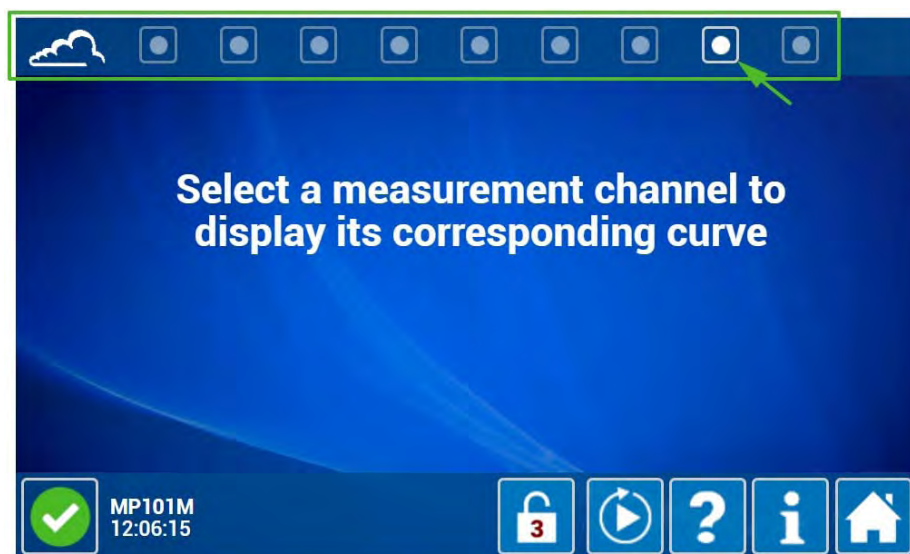 Select a measurement channel to
display its corresponding curve
MP101M
12:06:15
3
?
i